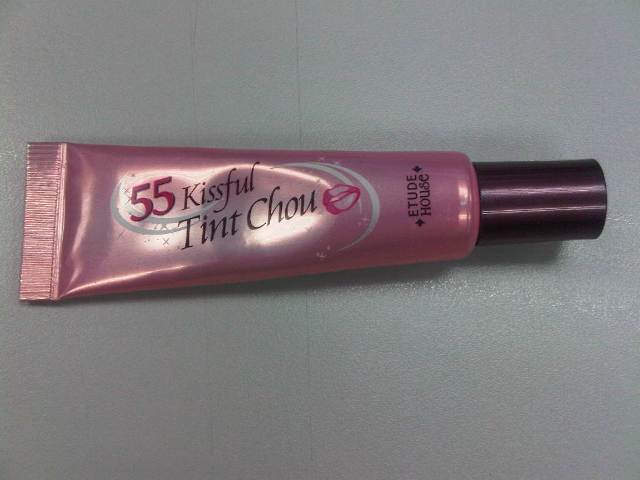 55 Kissful
Tint Chou
ETUDE
HOUSE